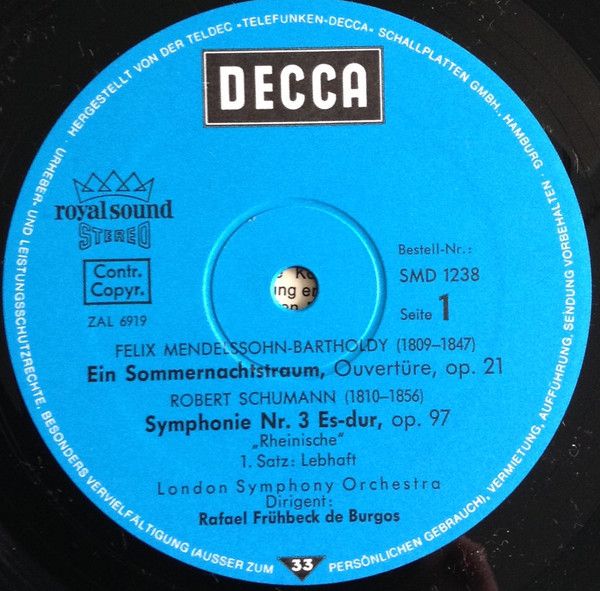 · HERGESTELLT VON DER TELDEC »TELEFUNKEN-DECCA« SCHALLPLATTEN GMBH., HAMBURG ·
DECCA
royal sound
STEREO
Contr.
Copyr.
ZAL 6919
Bestell-Nr.:
SMD 1238
Seite 1
FELIX MENDELSSOHN-BARTHOLDY (1809–1847)
Ein Sommernachtstraum, Ouvertüre, op. 21
ROBERT SCHUMANN (1810–1856)
Symphonie Nr. 3 Es-dur, op. 97
„Rheinische“
1. Satz: Lebhaft
London Symphony Orchestra
Dirigent:
Rafael Frühbeck de Burgos
URHEBER- UND LEISTUNGSSCHUTZRECHTE, BESONDERS VERVIELFÄLTIGUNG (AUSSER ZUM PERSÖNLICHEN GEBRAUCH), VERMIETUNG, AUFFÜHRUNG, SENDUNG VORBEHALTEN ·
33